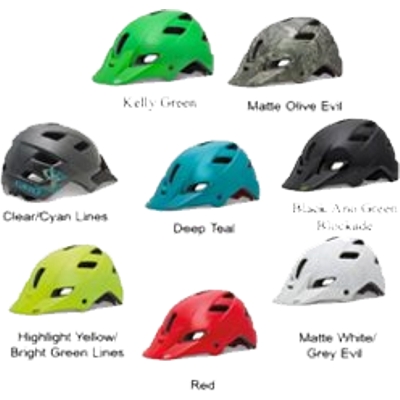 Kelly Green
Matte Olive Evil
Clear/Cyan Lines
Deep Teal
Black And Green
Blockade
Highlight Yellow/
Bright Green Lines
Matte White/
Grey Evil
Red